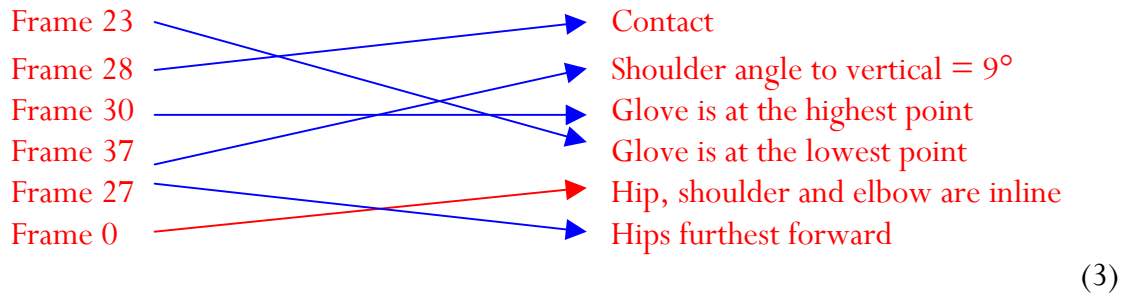 Frame 23 Contact
Frame 28 Shoulder angle to vertical = 9°
Frame 30 Glove is at the highest point
Frame 37 Glove is at the lowest point
Frame 27 Hip, shoulder and elbow are inline
Frame 0 Hips furthest forward
(3)